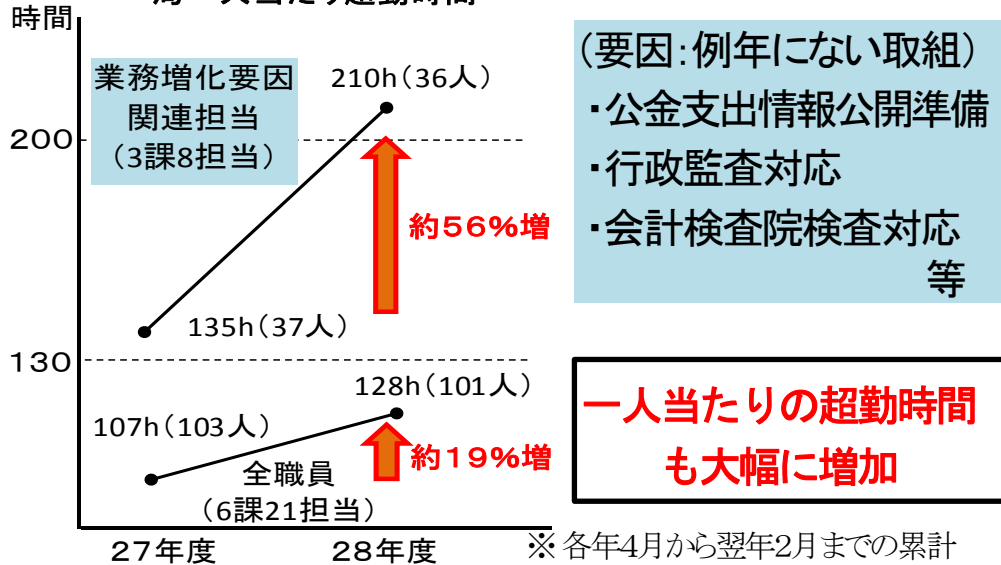 時間
業務増化要因
関連担当
(3課8担当)
210h(36人)
200
約56%増
135h(37人)
130
128h(101人)
107h(103人)
約19%増
全職員
(6課21担当)
27年度
28年度
(要因:例年にない取組)
・公金支出情報公開準備
・行政監査対応
・会計検査院検査対応
等
一人当たりの超勤時間
も大幅に増加
※各年4月から翌年2月までの累計